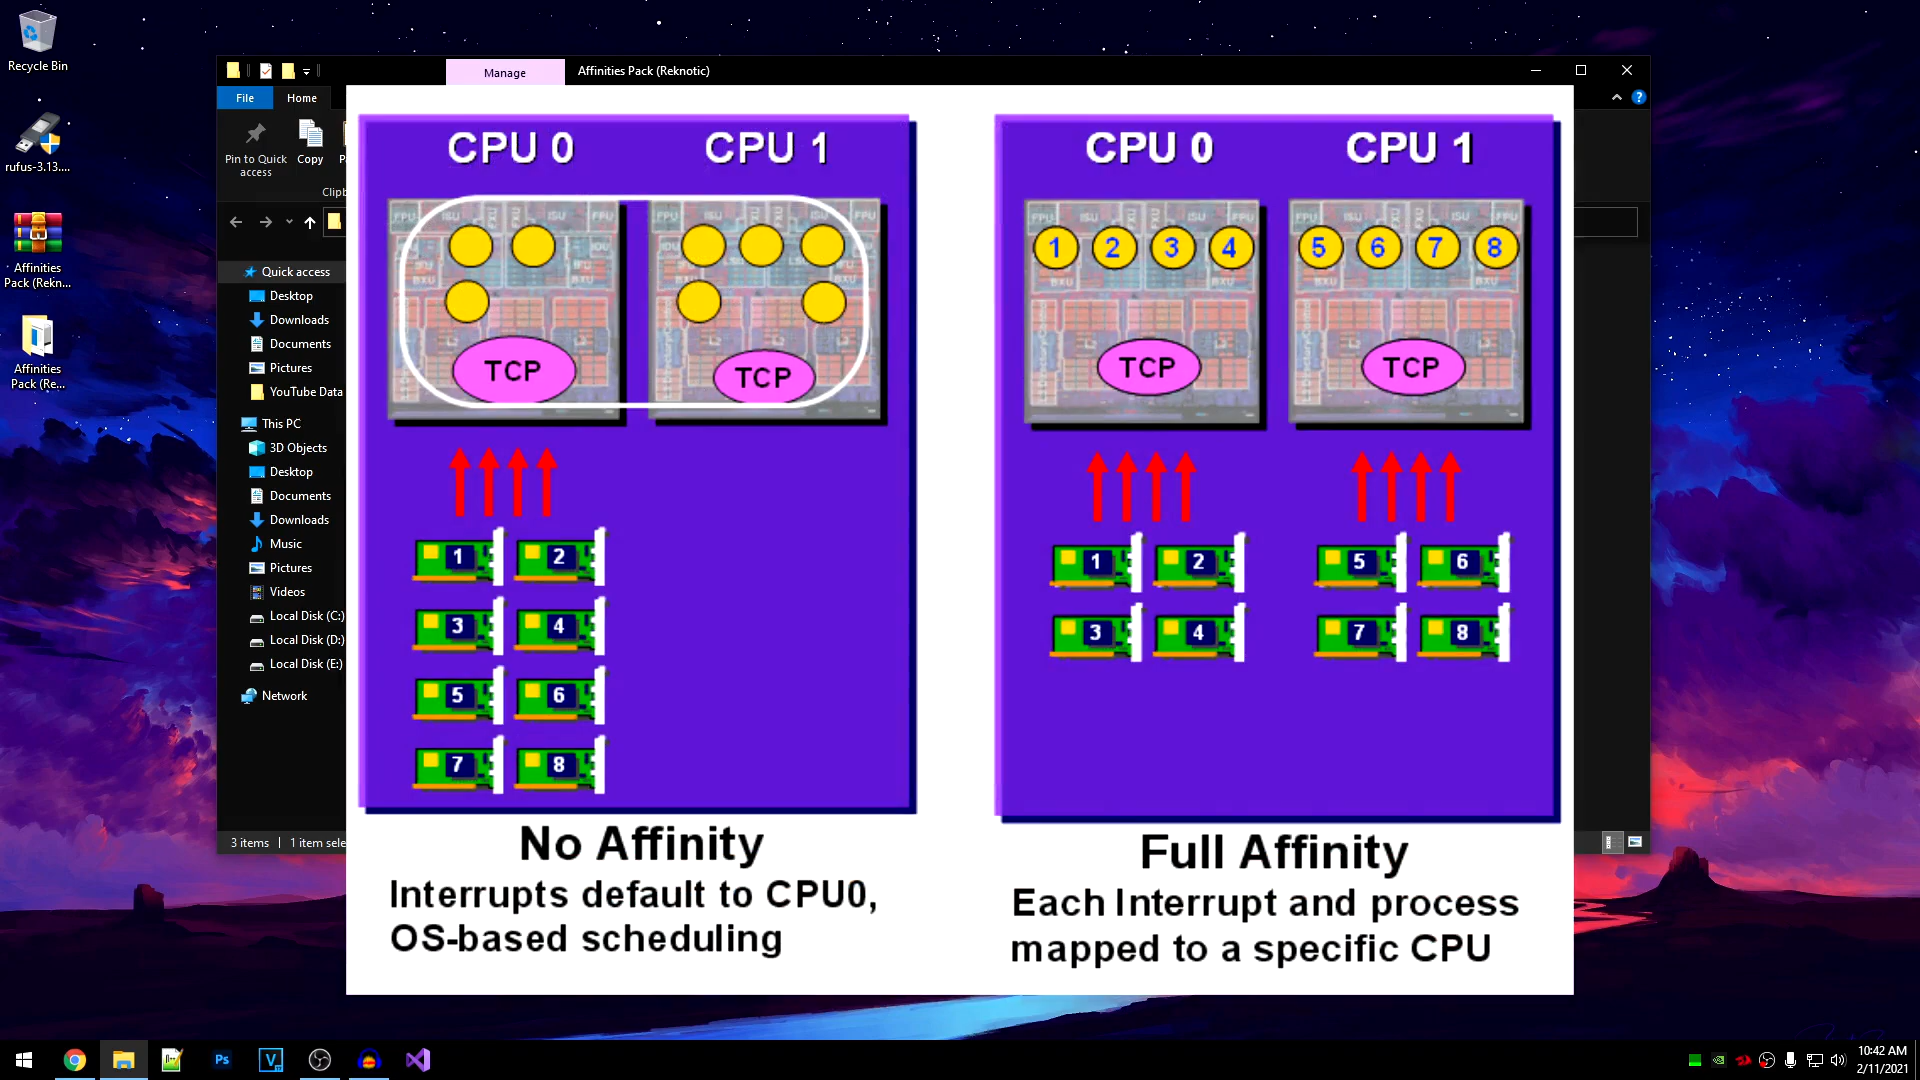 Recycle Bin
rufus-3.13....
Affinities
Pack (Rekn...
Affinities
Pack (Re...
Manage
Affinities Pack (Reknotic)
File
Home
Pin to Quick
access
Copy
P
Clipb
Quick access
Desktop
Downloads
Documents
Pictures
YouTube Data
This PC
3D Objects
Desktop
Documents
Downloads
Music
Pictures
Videos
Local Disk (C:)
Local Disk (D:)
Local Disk (E:)
Network
3 items
1 item sele
CPU 0
CPU 1
TCP
TCP
1
2
3
4
5
6
7
8
No Affinity
Interrupts default to CPU0,
OS-based scheduling
CPU 0
CPU 1
1 2 3 4
5 6 7 8
TCP
TCP
1
2
5
6
3
4
7
8
Full Affinity
Each Interrupt and process
mapped to a specific CPU
10:42 AM
2/11/2021